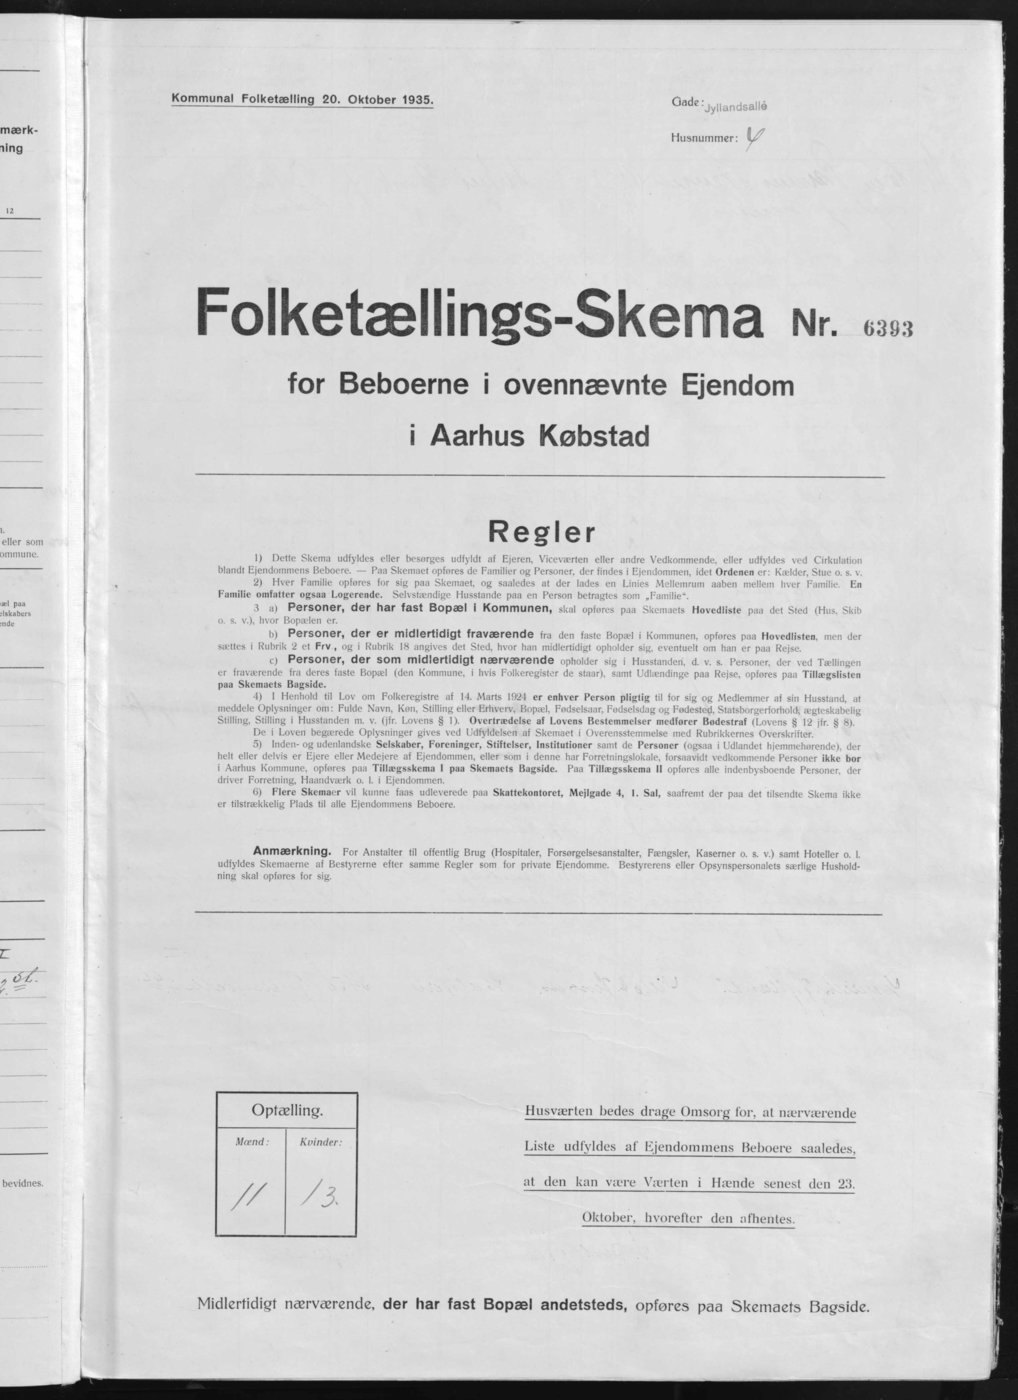 mærk-
ning
12
eller som
ommune.
æl paa
elskabers
ende
st.
bevidnes.
Kommunal Folketælling 20. Oktober 1935.
Gade: Jyllandsallé
Husnummer: 4
Folketællings-Skema Nr. 6393
for Beboerne i ovennævnte Ejendom
i Aarhus Købstad
Regler
1) Dette Skema udfyldes eller besørges udfyldt af Ejeren, Viceværten eller andre Vedkommende, eller udfyldes ved Cirkulation
blandt Ejendommens Beboere. — Paa Skemaet opføres de Familier og Personer, der findes i Ejendommen, idet Ordenen er: Kælder, Stue o. s. v.
2) Hver Familie opføres for sig paa Skemaet, og saaledes at der lades en Linies Mellemrum aaben mellem hver Familie. En
Familie omfatter ogsaa Logerende. Selvstændige Husstande paa en Person betragtes som „Familie“.
3 a) Personer, der har fast Bopæl i Kommunen, skal opføres paa Skemaets Hovedliste paa det Sted (Hus, Skib
o. s. v.), hvor Bopælen er.
b) Personer, der er midlertidigt fraværende fra den faste Bopæl i Kommunen, opføres paa Hovedlisten, men der
sættes i Rubrik 2 et Frv., og i Rubrik 18 angives det Sted, hvor han midlertidigt opholder sig, eventuelt om han er paa Rejse.
c) Personer, der som midlertidigt nærværende opholder sig i Husstanden, d. v. s. Personer, der ved Tællingen
er fraværende fra deres faste Bopæl (den Kommune, i hvis Folkeregister de staar), samt Udlændinge paa Rejse, opføres paa Tillægslisten
paa Skemaets Bagside.
4) I Henhold til Lov om Folkeregistre af 14. Marts 1924 er enhver Person pligtig til for sig og Medlemmer af sin Husstand, at
meddele Oplysninger om: Fulde Navn, Køn, Stilling eller Erhverv, Bopæl, Fødselsaar, Fødselsdag og Fødested, Statsborgerforhold, ægteskabelig
Stilling, Stilling i Husstanden m. v. (jfr. Lovens § 1). Overtrædelse af Lovens Bestemmelser medfører Bødestraf (Lovens § 12 jfr. § 8).
De i Loven begærede Oplysninger gives ved Udfyldelsen af Skemaet i Overensstemmelse med Rubrikkernes Overskrifter.
5) Inden- og udenlandske Selskaber, Foreninger, Stiftelser, Institutioner samt de Personer (ogsaa i Udlandet hjemmehørende), der
helt eller delvis er Ejere eller Medejere af Ejendommen, eller som i denne har Forretningslokale, forsaavidt vedkommende Personer ikke bor
i Aarhus Kommune, opføres paa Tillægsskema I paa Skemaets Bagside. Paa Tillægsskema II opføres alle indenbysboende Personer, der
driver Forretning, Haandværk o. l. i Ejendommen.
6) Flere Skemaer vil kunne faas udleverede paa Skattekontoret, Mejlgade 4, 1. Sal, saafremt der paa det tilsendte Skema ikke
er tilstrækkelig Plads til alle Ejendommens Beboere.
Anmærkning. For Anstalter til offentlig Brug (Hospitaler, Forsørgelsesanstalter, Fængsler, Kaserner o. s. v.) samt Hoteller o. l.
udfyldes Skemaerne af Bestyrerne efter samme Regler som for private Ejendomme. Bestyrerens eller Opsynspersonalets særlige Hushold-
ning skal opføres for sig.
Optælling.
Mænd: Kvinder:
11 13.
Husværten bedes drage Omsorg for, at nærværende
Liste udfyldes af Ejendommens Beboere saaledes,
at den kan være Værten i Hænde senest den 23.
Oktober, hvorefter den afhentes.
Midlertidigt nærværende, der har fast Bopæl andetsteds, opføres paa Skemaets Bagside.